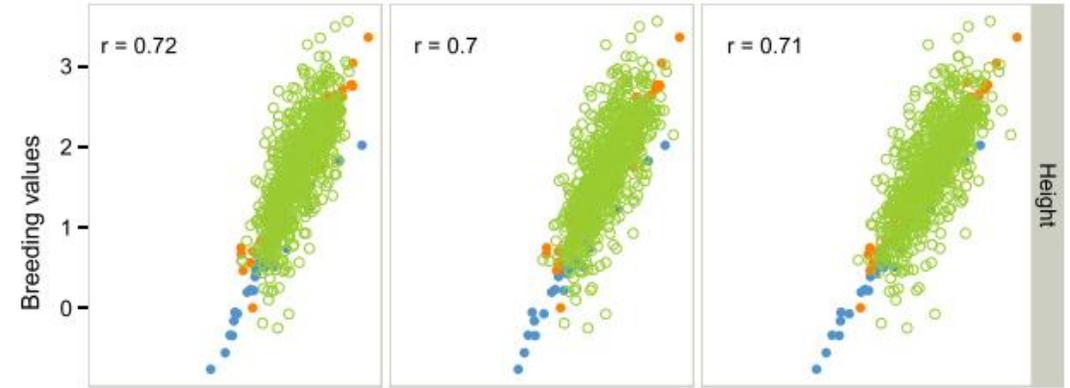 r = 0.72
r = 0.7
r = 0.71
3
2
1
0
Breeding values
Height